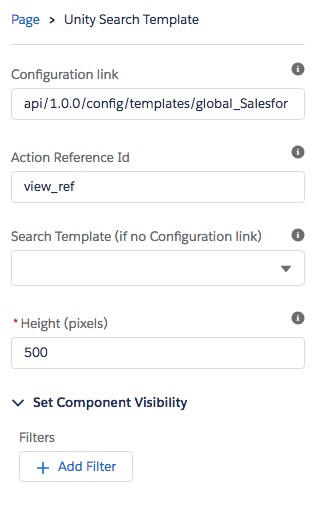 Page > Unity Search Template
Configuration link
api/1.0.0/config/templates/global_Salesfor
Action Reference Id
view_ref
Search Template (if no Configuration link)
* Height (pixels)
500
Set Component Visibility
Filters
+ Add Filter